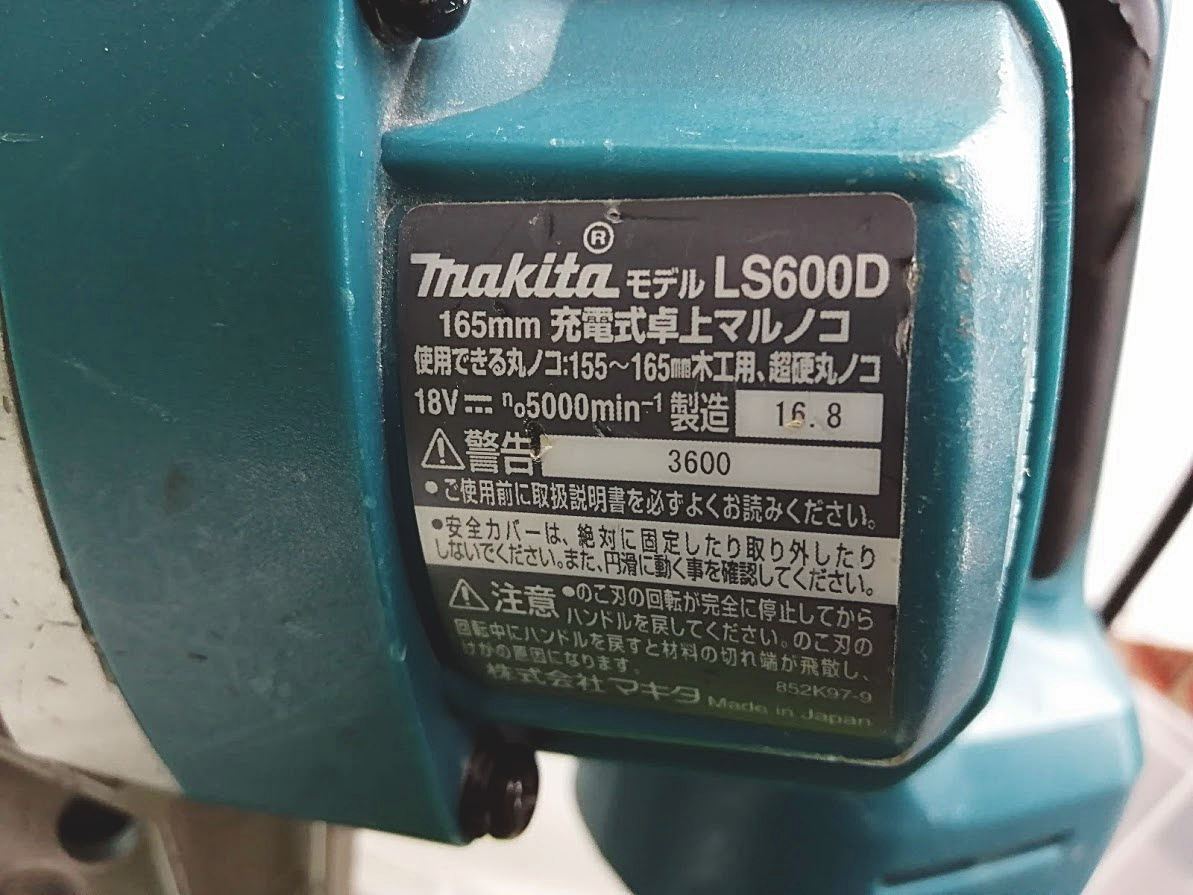 makita® モデル LS600D
165mm 充電式卓上マルノコ
使用できる丸ノコ:155～165㎜木工用、超硬丸ノコ
18V⎓ n₀5000min⁻¹ 製造 16.8
⚠警告 3600
●ご使用前に取扱説明書を必ずよくお読みください。
●安全カバーは、絶対に固定したり取り外したり
しないでください。また、円滑に動く事を確認してください。
⚠注意 ●のこ刃の回転が完全に停止してから
ハンドルを戻してください。のこ刃の
回転中にハンドルを戻すと材料の切れ端が飛散し、
けがの原因になります。
852K97-9
株式会社マキタ Made in Japan